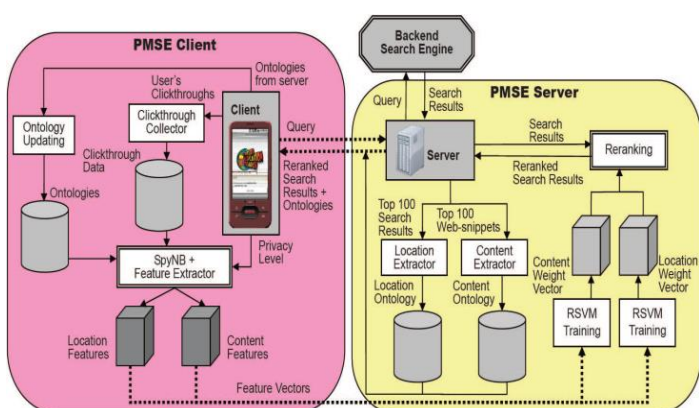 PMSE Client
Ontologies
from server
User's
Clickthroughs
Ontology
Updating
Clickthrough
Collector
Client
Clickthrough
Data
Ontologies
SpyNB +
Feature Extractor
Privacy
Level
Location
Features
Content
Features
Feature Vectors
Query
Reranked
Search
Results +
Ontologies
Backend
Search Engine
Query
Search
Results
PMSE Server
Server
Search
Results
Reranked
Search Results
Reranking
Top 100
Search
Results
Top 100
Web-snippets
Location
Extractor
Content
Extractor
Location
Ontology
Content
Ontology
Content
Weight
Vector
Location
Weight
Vector
RSVM
Training
RSVM
Training